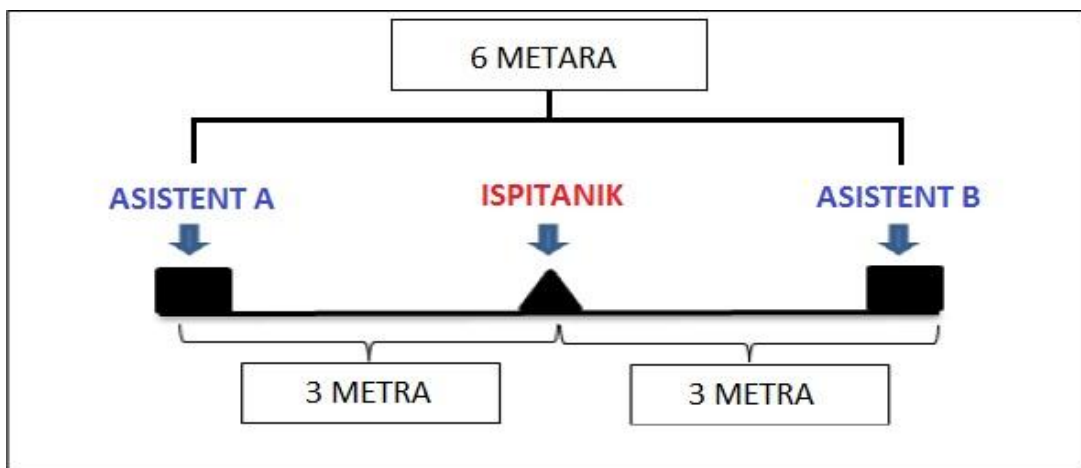 6 METARA
ASISTENT A
ISPITANIK
ASISTENT B
3 METRA
3 METRA